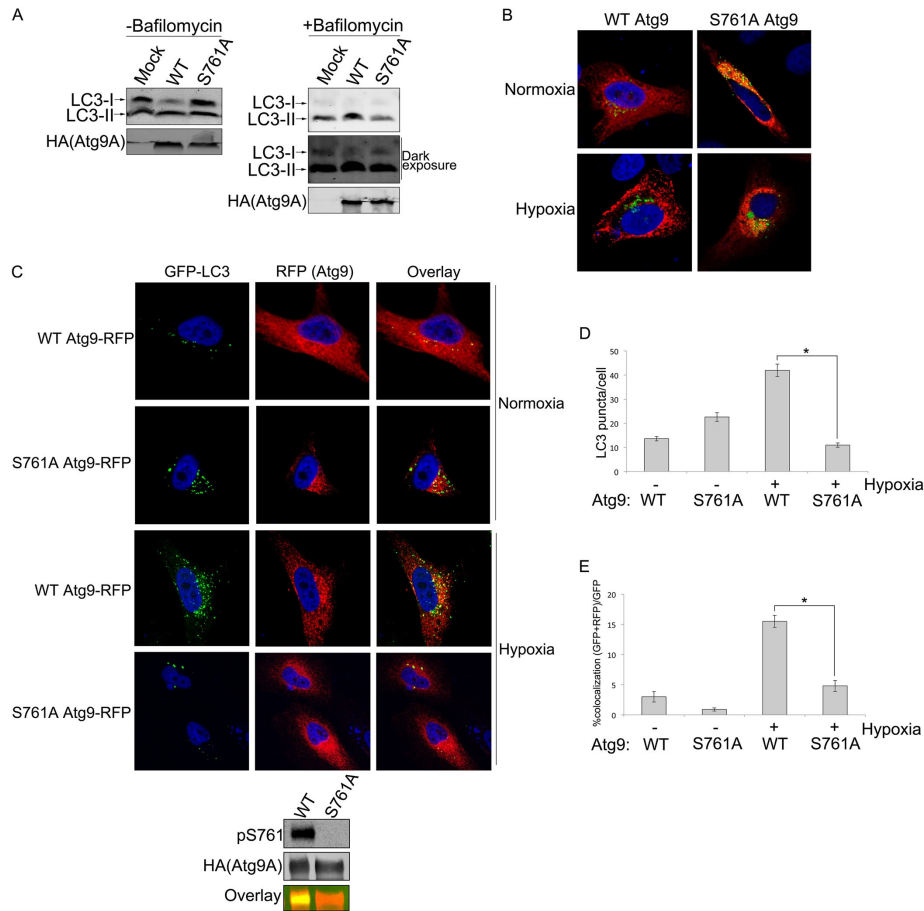 A
-Bafilomycin
Mock
WT
S761A
LC3-I
LC3-II
HA(Atg9A)
+Bafilomycin
Mock
WT
S761A
LC3-I
LC3-II
LC3-I
LC3-II
Dark
exposure
HA(Atg9A)
B
WT Atg9
S761A Atg9
Normoxia
Hypoxia
C
GFP-LC3
RFP (Atg9)
Overlay
WT Atg9-RFP
S761A Atg9-RFP
Normoxia
WT Atg9-RFP
S761A Atg9-RFP
Hypoxia
WT
S761A
pS761
HA(Atg9A)
Overlay
D
LC3 puncta/cell
50
40
30
20
10
0
*
- - + + Hypoxia
Atg9: WT S761A WT S761A
E
%colocalization (GFP+RFP)/GFP
20
15
10
5
0
*
- - + + Hypoxia
Atg9: WT S761A WT S761A